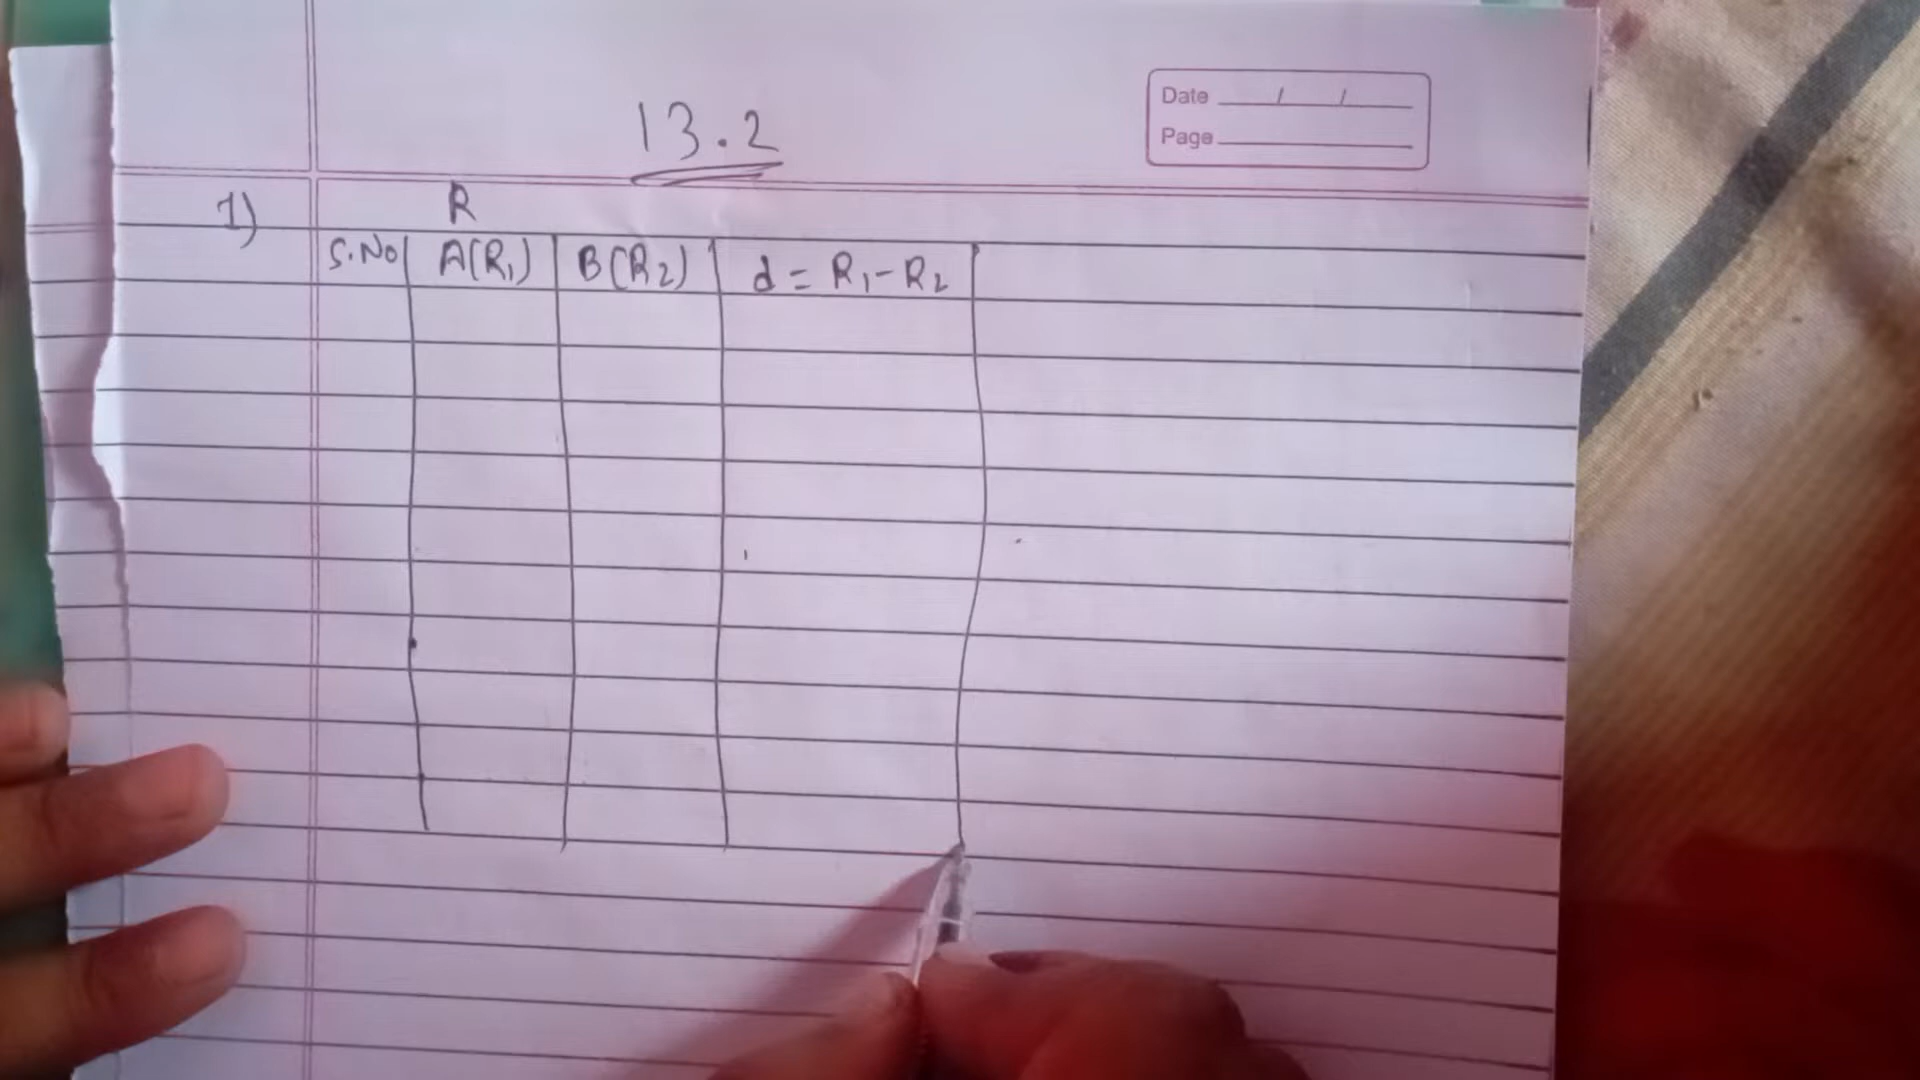 13.2
Date / /
Page
1) R
S.No A(R₁) B(R₂) d = R₁-R₂